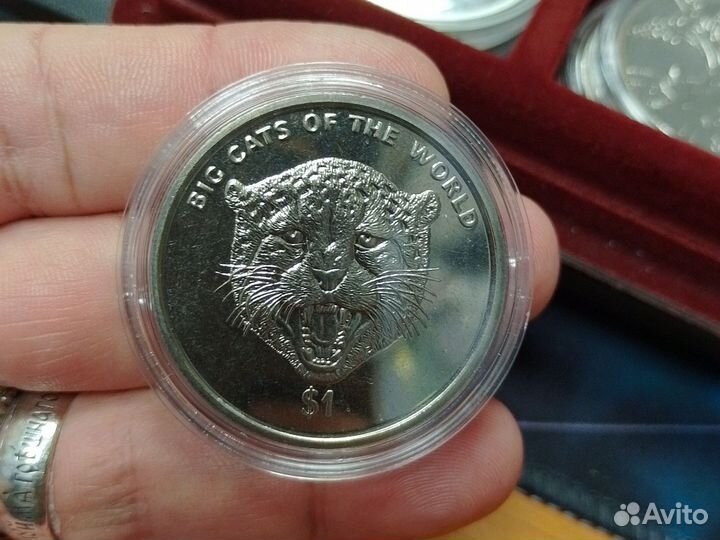 BIG CATS OF THE WORLD
$1
Avito